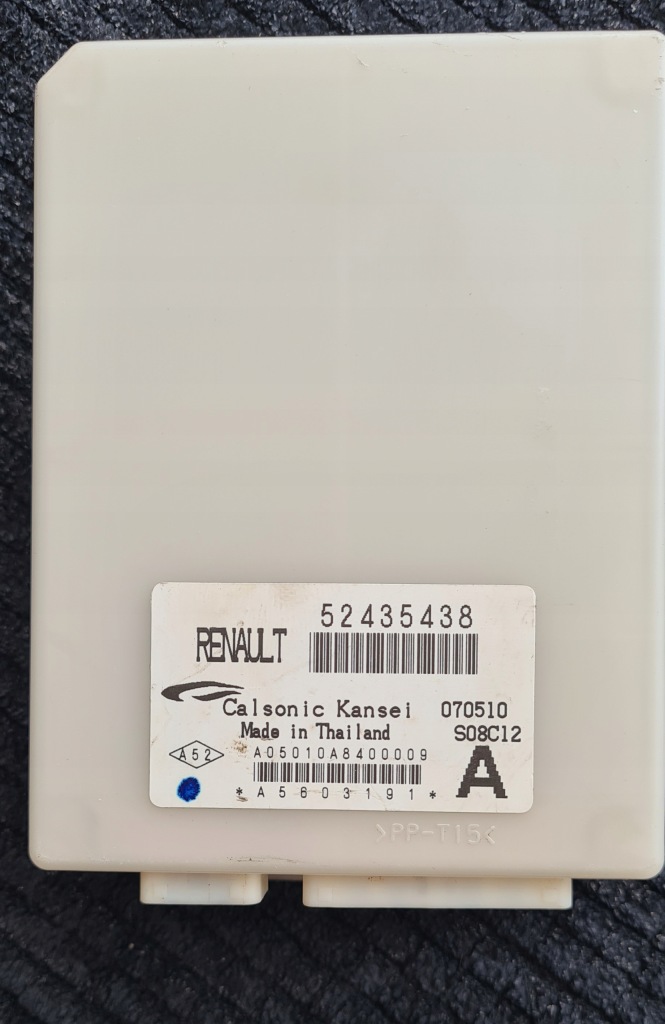 52435438
RENAULT
Calsonic Kansei 070510
Made in Thailand S08C12
A52 A05010A8400009
A
*A5603191*
>PP-T15<